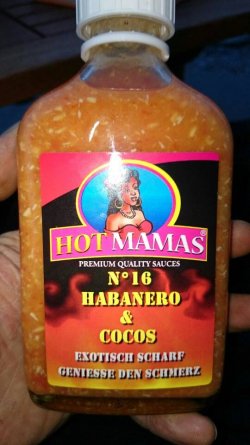 HOT MAMAS®
PREMIUM QUALITY SAUCES
N°16
HABANERO
&
COCOS
EXOTISCH SCHARF
GENIESSE DEN SCHMERZ